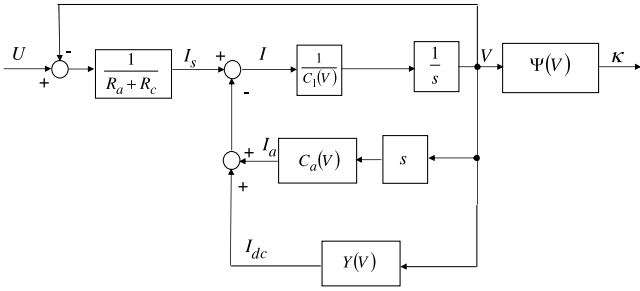 -
U
+
1
R_a + R_c
I_s
+
-
I
1
C_1(V)
1
s
V
Ψ(V)
κ
+
I_a
C_a(V)
s
+
I_dc
Y(V)